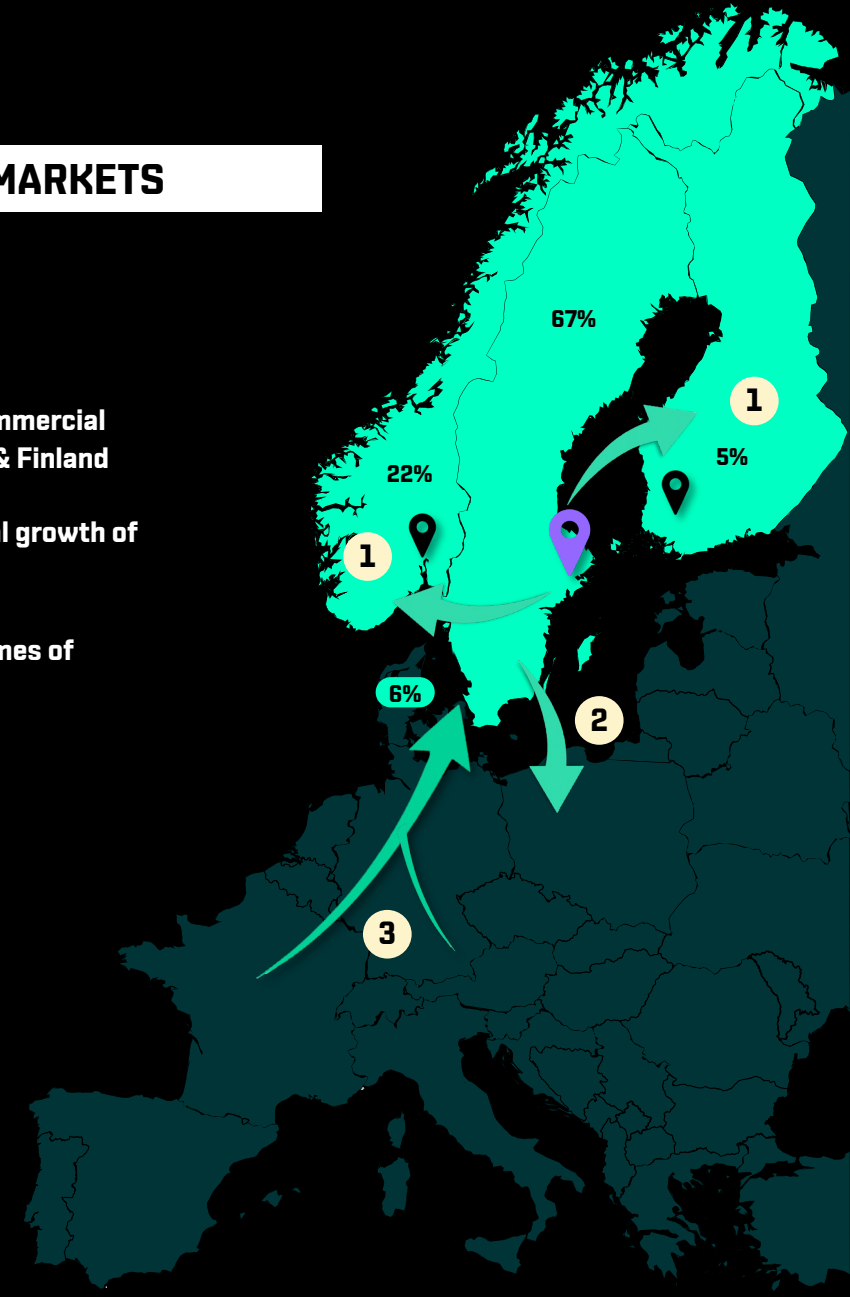 MARKETS
67%
1
mmercial
& Finland
5%
22%
l growth of
1
nes of
6%
2
3